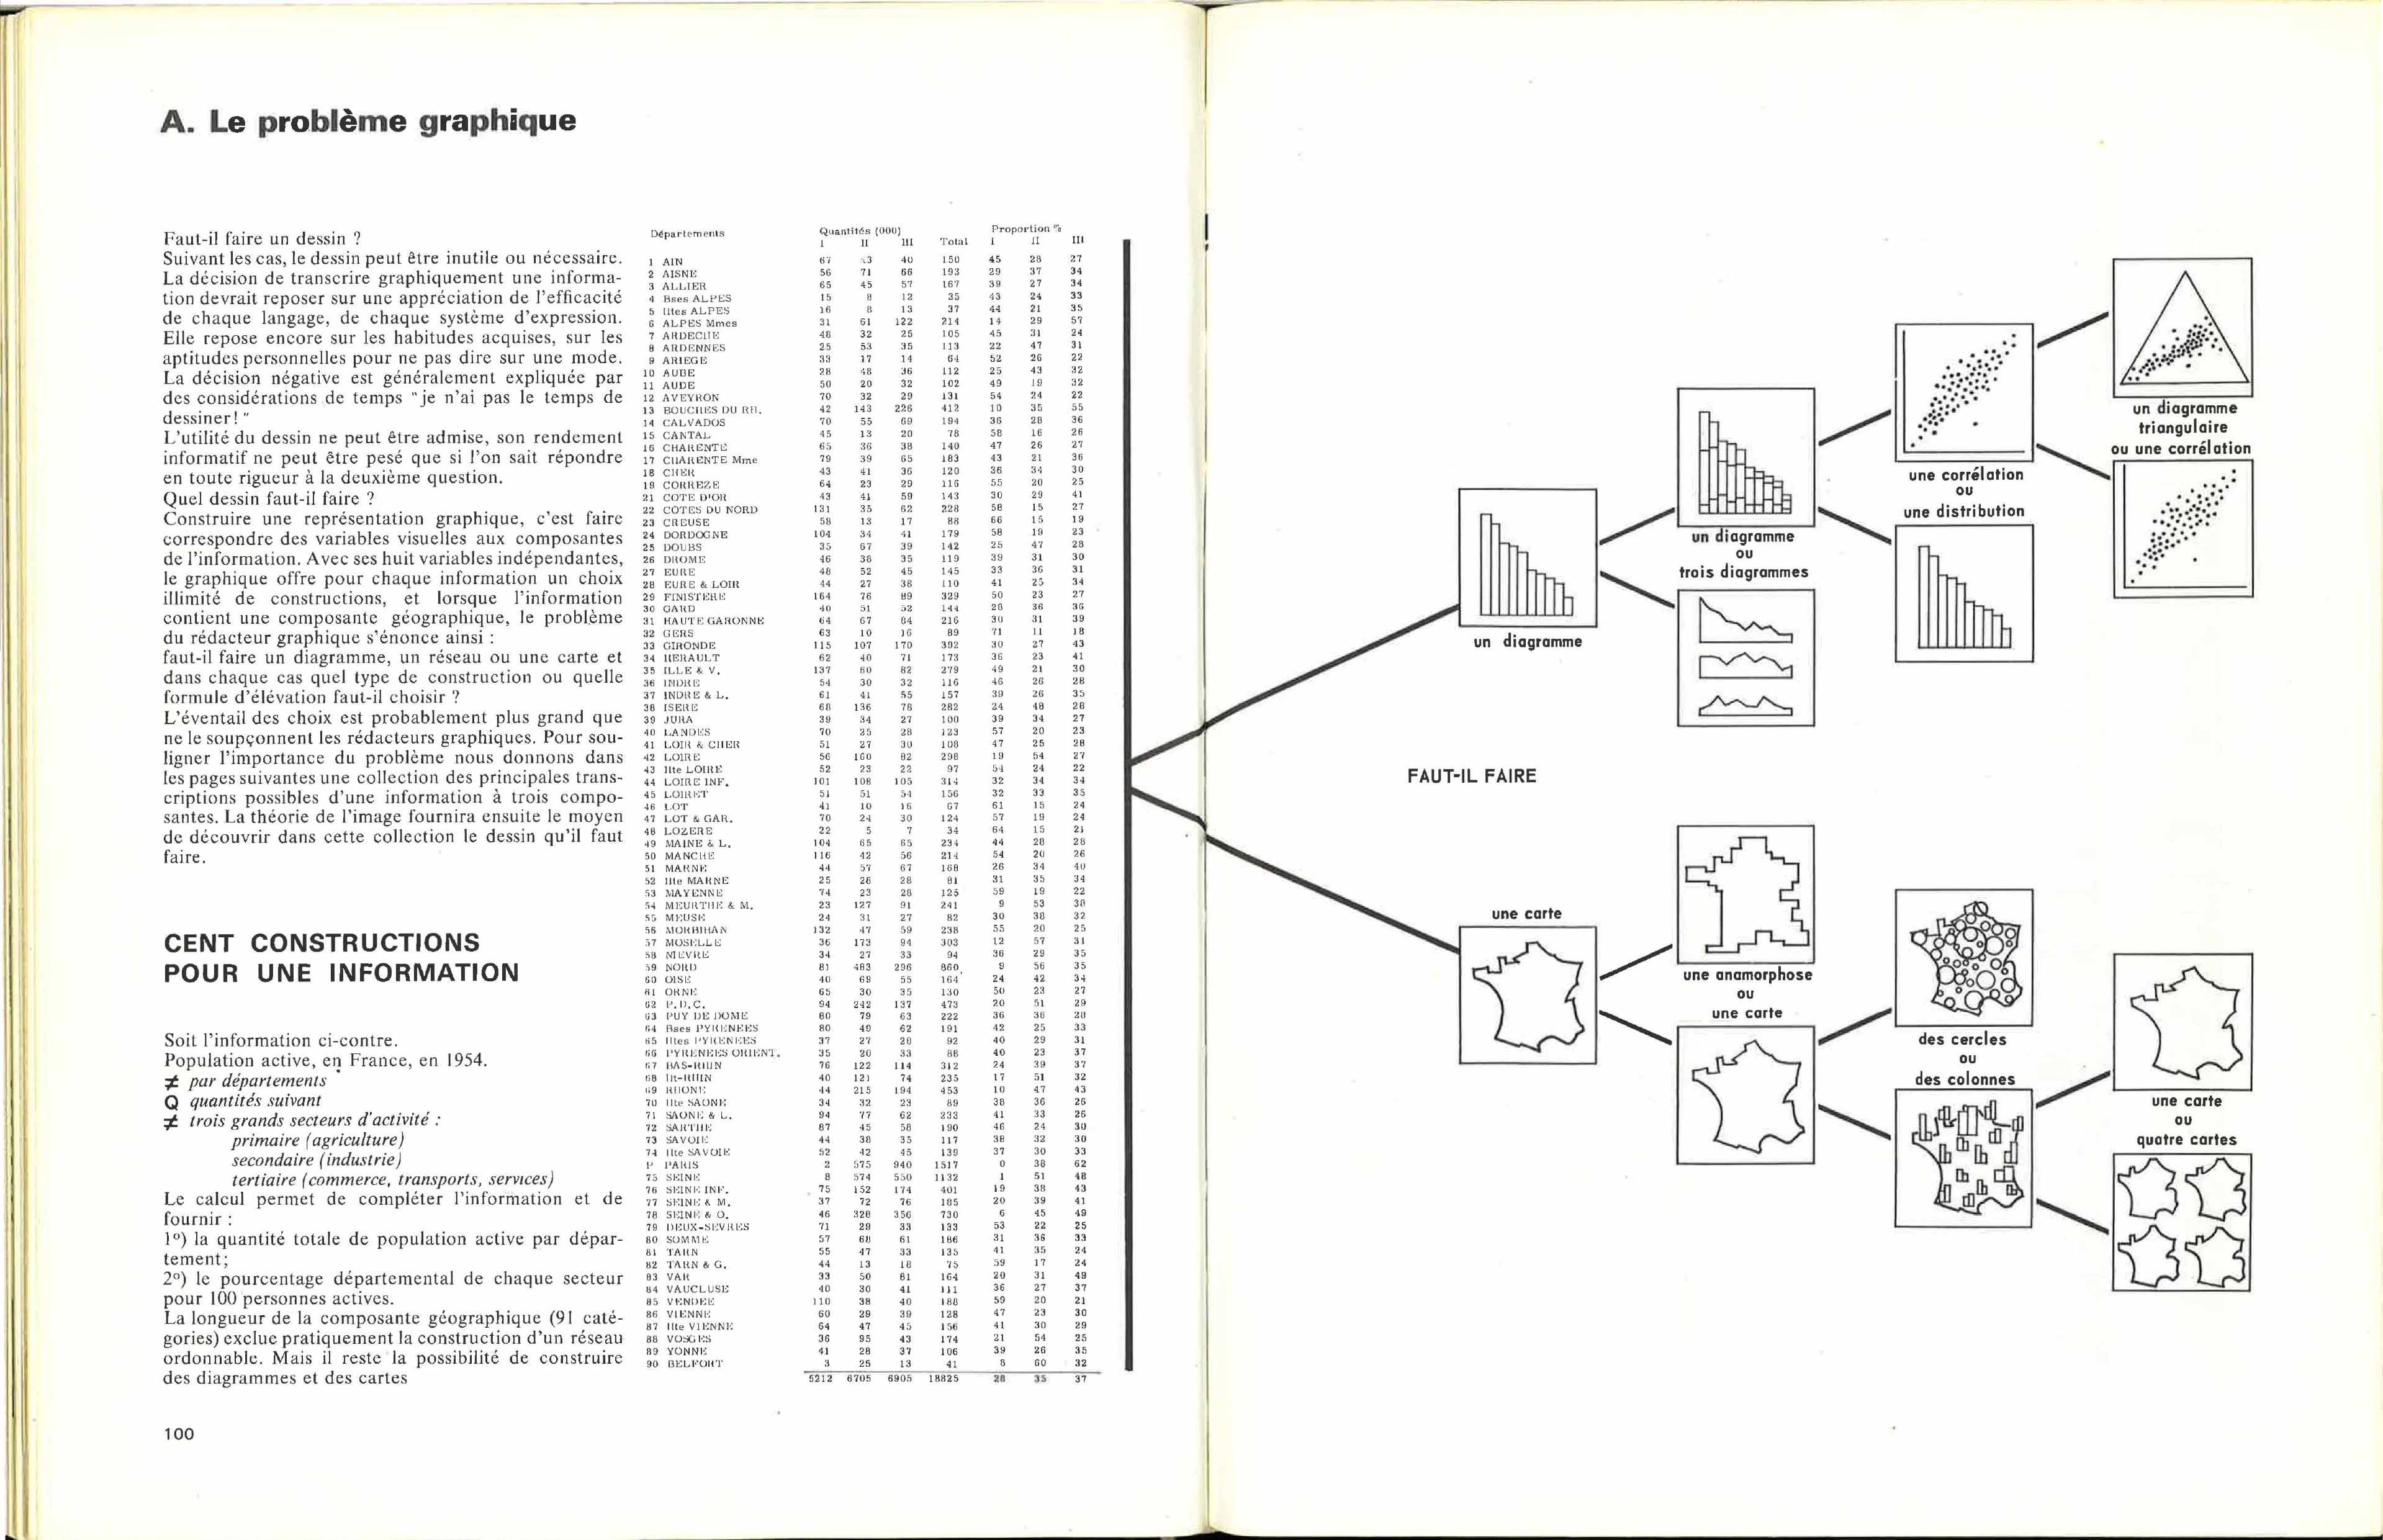 A. Le problème graphique
Faut-il faire un dessin ?
Suivant les cas, le dessin peut être inutile ou nécessaire.
La décision de transcrire graphiquement une informa-
tion devrait reposer sur une appréciation de l'efficacité
de chaque langage, de chaque système d'expression.
Elle repose encore sur les habitudes acquises, sur les
aptitudes personnelles pour ne pas dire sur une mode.
La décision négative est généralement expliquée par
des considérations de temps "je n'ai pas le temps de
dessiner! "
L'utilité du dessin ne peut être admise, son rendement
informatif ne peut être pesé que si l'on sait répondre
en toute rigueur à la deuxième question.
Quel dessin faut-il faire ?
Construire une représentation graphique, c'est faire
correspondre des variables visuelles aux composantes
de l'information. Avec ses huit variables indépendantes,
le graphique offre pour chaque information un choix
illimité de constructions, et lorsque l'information
contient une composante géographique, le problème
du rédacteur graphique s'énonce ainsi :
faut-il faire un diagramme, un réseau ou une carte et
dans chaque cas quel type de construction ou quelle
formule d'élévation faut-il choisir ?
L'éventail des choix est probablement plus grand que
ne le soupçonnent les rédacteurs graphiques. Pour sou-
ligner l'importance du problème nous donnons dans
les pages suivantes une collection des principales trans-
criptions possibles d'une information à trois compo-
santes. La théorie de l'image fournira ensuite le moyen
de découvrir dans cette collection le dessin qu'il faut
faire.
CENT CONSTRUCTIONS
POUR UNE INFORMATION
Soit l'information ci-contre.
Population active, en France, en 1954.
≠ par départements
Q quantités suivant
≠ trois grands secteurs d'activité :
primaire (agriculture)
secondaire (industrie)
tertiaire (commerce, transports, services)
Le calcul permet de compléter l'information et de
fournir :
1º) la quantité totale de population active par dépar-
tement;
2º) le pourcentage départemental de chaque secteur
pour 100 personnes actives.
La longueur de la composante géographique (91 caté-
gories) exclue pratiquement la construction d'un réseau
ordonnable. Mais il reste la possibilité de construire
des diagrammes et des cartes
100
Départements Quantités (000) Proportion %
I II III Total I II III
1 AIN 67 40 150 45 28 27
2 AISNE 56 71 66 193 29 37 34
3 ALLIER 65 45 57 167 39 27 34
4 Bses ALPES 15 8 12 35 43 24 33
5 Htes ALPES 16 8 13 37 44 21 35
6 ALPES Mmes 31 61 122 214 14 29 57
7 ARDECHE 48 32 25 105 45 31 24
8 ARDENNES 25 53 35 113 22 47 31
9 ARIEGE 33 17 14 64 52 26 22
10 AUBE 28 48 36 112 25 43 32
11 AUDE 50 20 32 102 49 19 32
12 AVEYRON 70 32 29 131 54 24 22
13 BOUCHES DU RH. 42 143 226 412 10 35 55
14 CALVADOS 70 55 69 194 36 28 36
15 CANTAL 45 13 20 78 58 16 26
16 CHARENTE 65 36 38 140 47 26 27
17 CHARENTE Mme 79 39 65 183 43 21 36
18 CHER 43 41 36 120 36 34 30
19 CORREZE 64 23 29 116 55 20 25
21 COTE D'OR 43 41 59 143 30 29 41
22 COTES DU NORD 131 35 62 228 58 15 27
23 CREUSE 58 13 17 88 66 15 19
24 DORDOGNE 104 34 41 179 58 19 23
25 DOUBS 35 67 39 142 25 47 28
26 DROME 46 38 35 119 39 31 30
27 EURE 48 52 45 145 33 36 31
28 EURE & LOIR 44 27 38 110 41 25 34
29 FINISTERE 164 76 89 329 50 23 27
30 GARD 40 51 52 144 28 36 36
31 HAUTE GARONNE 64 67 84 216 30 31 39
32 GERS 63 10 16 89 71 11 18
33 GIRONDE 115 107 170 392 30 27 43
34 HERAULT 62 40 71 173 36 23 41
35 ILLE & V. 137 60 82 279 49 21 30
36 INDRE 54 30 32 116 46 26 28
37 INDRE & L. 61 41 55 157 39 26 35
38 ISERE 68 136 78 282 24 48 28
39 JURA 39 34 27 100 39 34 27
40 LANDES 70 25 28 123 57 20 23
41 LOIR & CHER 51 27 30 108 47 25 28
42 LOIRE 56 160 82 298 19 54 27
43 Hte LOIRE 52 23 22 97 54 24 22
44 LOIRE INF. 101 108 105 314 32 34 34
45 LOIRET 51 51 54 156 32 33 35
46 LOT 41 10 16 67 61 15 24
47 LOT & GAR. 70 24 30 124 57 19 24
48 LOZERE 22 5 7 34 64 15 21
49 MAINE & L. 104 65 65 234 44 28 28
50 MANCHE 116 42 56 214 54 20 26
51 MARNE 44 57 67 168 26 34 40
52 Hte MARNE 25 28 28 81 31 35 34
53 MAYENNE 74 23 28 125 59 19 22
54 MEURTHE & M. 23 127 91 241 9 53 38
55 MEUSE 24 31 27 82 30 38 32
56 MORBIHAN 132 47 59 238 55 20 25
57 MOSELLE 36 173 94 303 12 57 31
58 NIEVRE 34 27 33 94 36 29 35
59 NORD 81 483 296 860 9 56 35
60 OISE 40 69 55 164 24 42 34
61 ORNE 65 30 35 130 50 23 27
62 P.D.C. 94 242 137 473 20 51 29
63 PUY DE DOME 80 79 63 222 36 36 28
64 Bses PYRENEES 80 49 62 191 42 25 33
65 Htes PYRENEES 37 27 28 92 40 29 31
66 PYRENEES ORIENT. 35 20 33 88 40 23 37
67 BAS-RHIN 76 122 114 312 24 39 37
68 Ht-RHIN 40 121 74 235 17 51 32
69 RHONE 44 215 194 453 10 47 43
70 Hte SAONE 34 32 23 89 38 36 26
71 SAONE & L. 94 77 62 233 41 33 26
72 SARTHE 87 45 58 190 46 24 30
73 SAVOIE 44 38 35 117 38 32 30
74 Hte SAVOIE 52 42 45 139 37 30 33
P PARIS 2 575 940 1517 0 38 62
75 SEINE 8 574 550 1132 1 51 48
76 SEINE INF. 75 152 174 401 19 38 43
77 SEINE & M. 37 72 76 185 20 39 41
78 SEINE & O. 46 328 356 730 6 45 49
79 DEUX-SEVRES 71 29 33 133 53 22 25
80 SOMME 57 68 61 186 31 36 33
81 TARN 55 47 33 135 41 35 24
82 TARN & G. 44 13 18 75 59 17 24
83 VAR 33 50 81 164 20 31 49
84 VAUCLUSE 40 30 41 111 36 27 37
85 VENDEE 110 38 40 188 59 20 21
86 VIENNE 60 29 39 128 47 23 30
87 Hte VIENNE 64 47 45 156 41 30 29
88 VOSGES 36 95 43 174 21 54 25
89 YONNE 41 28 37 106 39 26 35
90 BELFORT 3 25 13 41 8 60 32
5212 6705 6905 18825 28 35 37
FAUT-IL FAIRE
un diagramme
un diagramme
ou
trois diagrammes
une corrélation
ou
une distribution
un diagramme
triangulaire
ou une corrélation
une carte
une anamorphose
ou
une carte
des cercles
ou
des colonnes
une carte
ou
quatre cartes